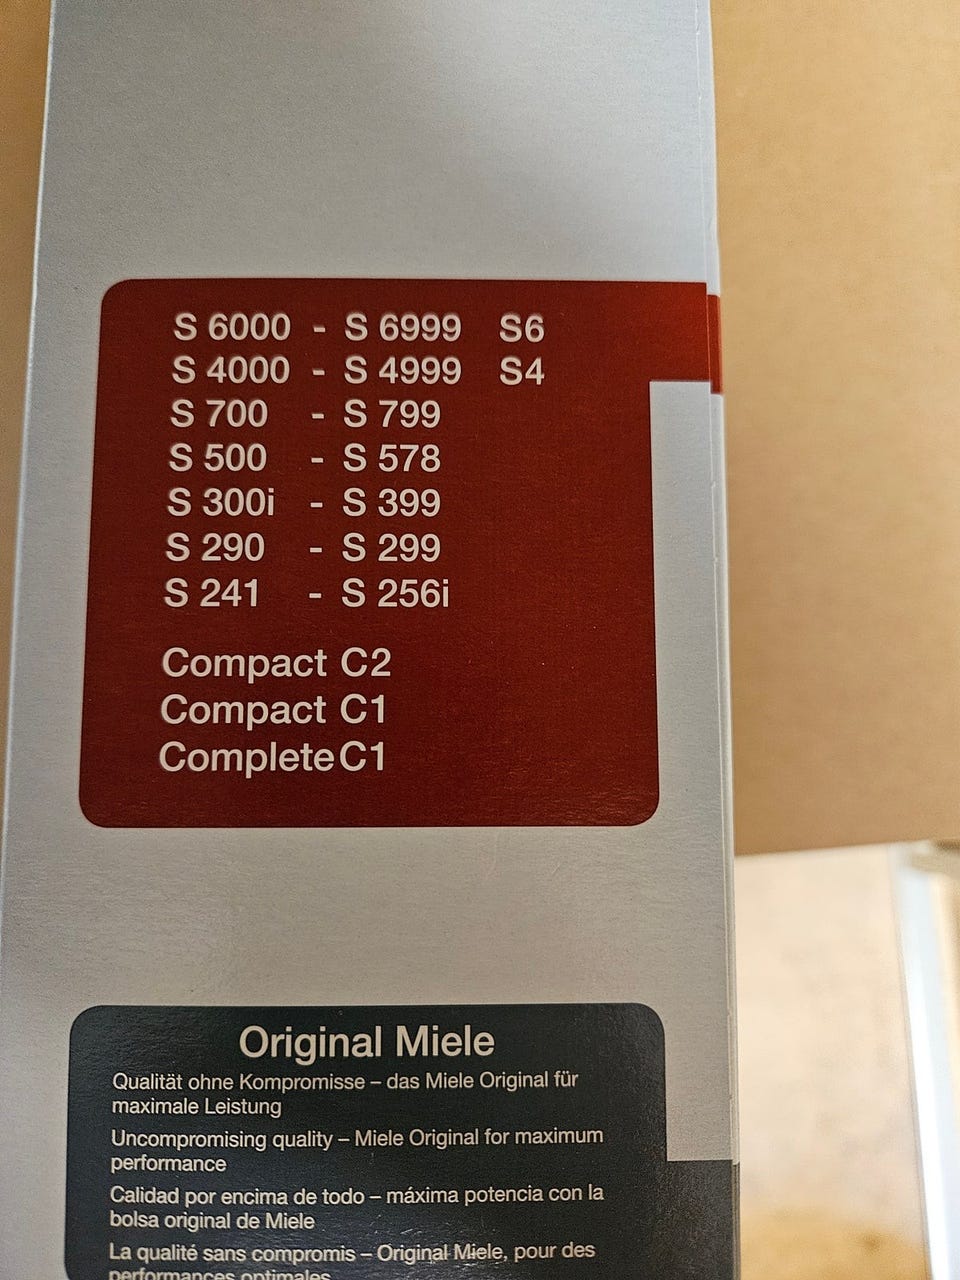 S 6000 - S 6999 S6
S 4000 - S 4999 S4
S 700 - S 799
S 500 - S 578
S 300i - S 399
S 290 - S 299
S 241 - S 256i
Compact C2
Compact C1
Complete C1
Original Miele
Qualität ohne Kompromisse – das Miele Original für
maximale Leistung
Uncompromising quality – Miele Original for maximum
performance
Calidad por encima de todo – máxima potencia con la
bolsa original de Miele
La qualité sans compromis – Original Miele, pour des
performances optimales